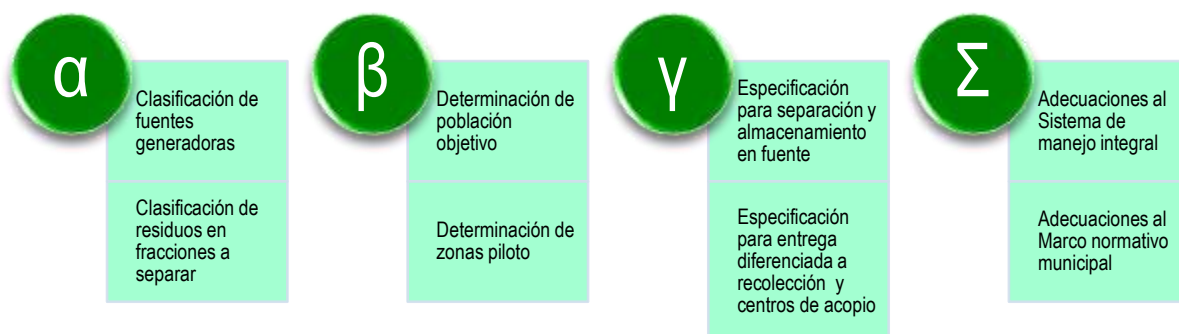 α
Clasificación de
fuentes
generadoras
Clasificación de
residuos en
fracciones a
separar
β
Determinación de
población
objetivo
Determinación de
zonas piloto
γ
Especificación
para separación y
almacenamiento
en fuente
Especificación
para entrega
diferenciada a
recolección y
centros de acopio
Σ
Adecuaciones al
Sistema de
manejo integral
Adecuaciones al
Marco normativo
municipal